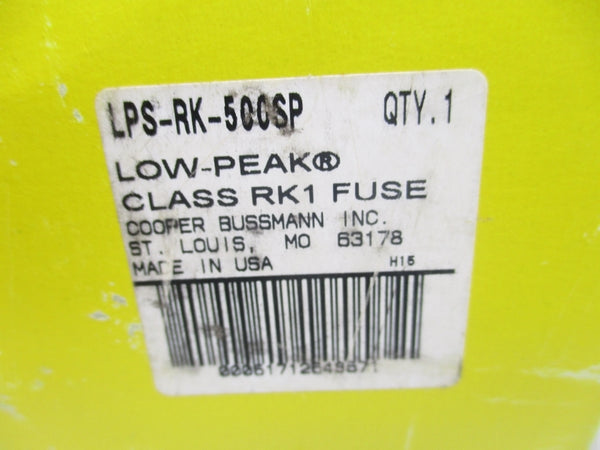 LPS-RK-500SP QTY.1
LOW-PEAK®
CLASS RK1 FUSE
COOPER BUSSMANN INC.
ST. LOUIS, MO 63178
MADE IN USA H15